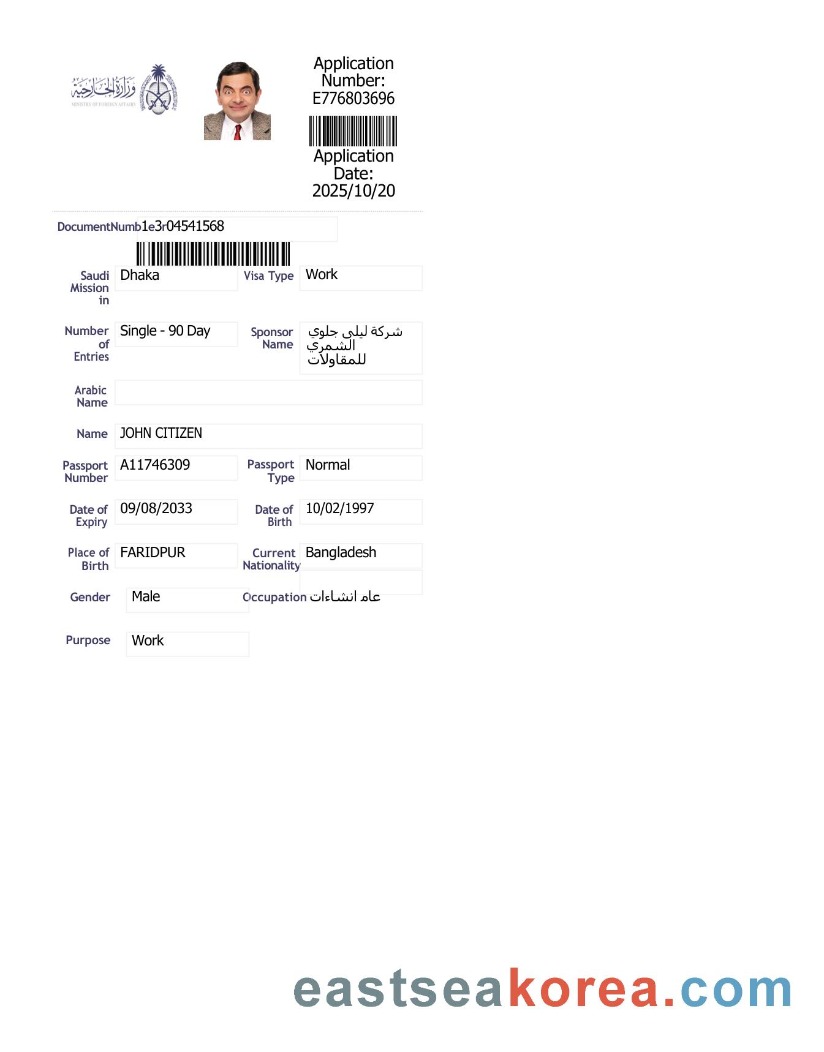 وزارة الخارجية
MINISTRY OF FOREIGN AFFAIRS
Application
Number:
E776803696
Application
Date:
2025/10/20
DocumentNumb1e3r04541568
Saudi Mission in
Dhaka
Visa Type
Work
Number of Entries
Single - 90 Day
Sponsor Name
شركة ليلى جلوي
الشمري
للمقاولات
Arabic Name
Name
JOHN CITIZEN
Passport Number
A11746309
Passport Type
Normal
Date of Expiry
09/08/2033
Date of Birth
10/02/1997
Place of Birth
FARIDPUR
Current Nationality
Bangladesh
Gender
Male
Occupation
عام انشاءات
Purpose
Work
eastseakorea.com